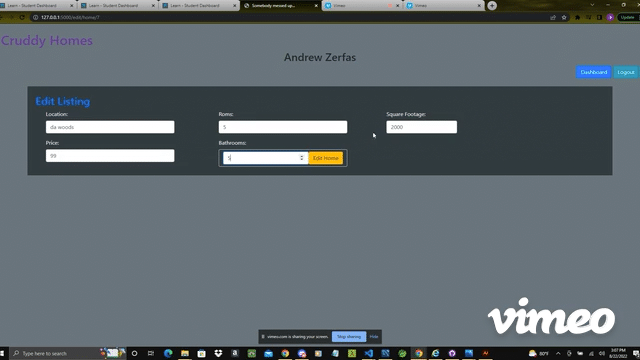 Learn - Student Dashboard
Learn - Student Dashboard
Learn - Student Dashboard
Somebody messed up...
Vimeo
Vimeo
127.0.0.1:5000/edit/home/7
Update
Cruddy Homes
Andrew Zerfas
Dashboard
Logout
Edit Listing
Location:
Roms:
Square Footage:
da woods
5
2000
Price:
Bathrooms:
99
5
Edit Home
vimeo
vimeo.com is sharing your screen.
Stop sharing
Hide
Type here to search
80°F
3:07 PM
8/22/2023